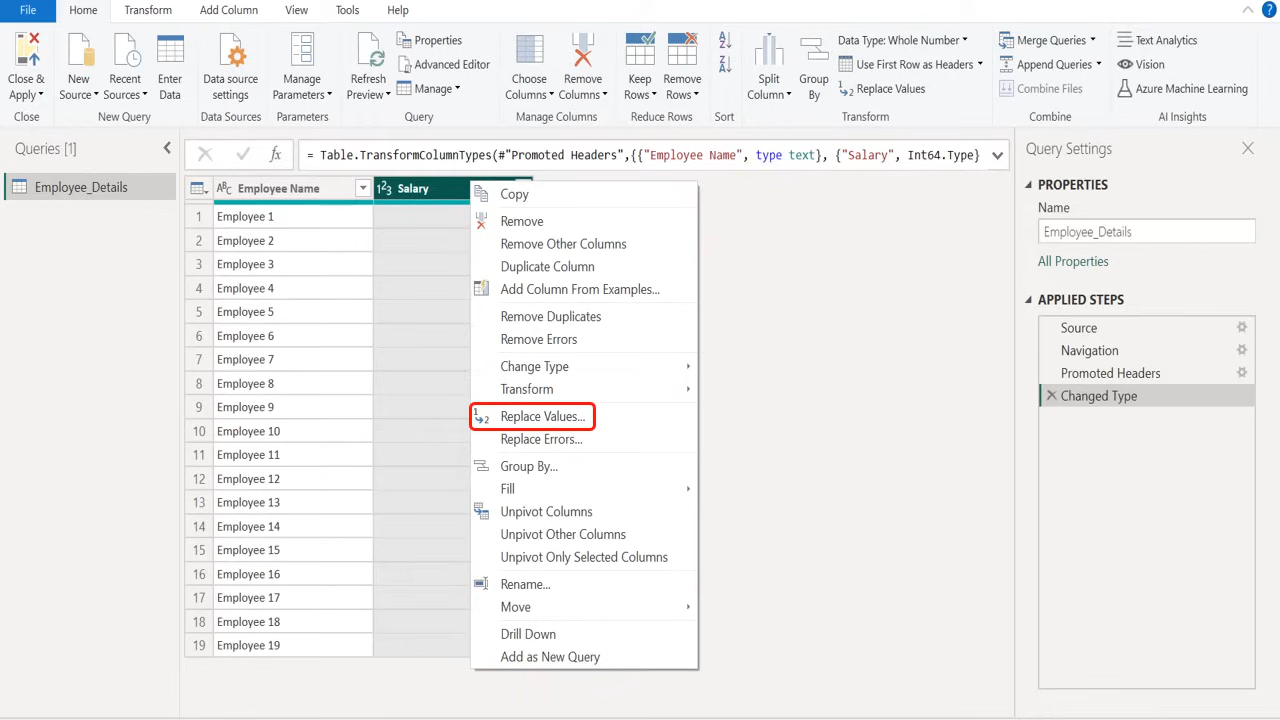 File Home Transform Add Column View Tools Help ?
Close & Apply
New Source
Recent Sources
Enter Data
Data source settings
Manage Parameters
Refresh Preview
Properties
Advanced Editor
Manage
Choose Columns
Remove Columns
Keep Rows
Remove Rows
A Z
Z A
Split Column
Group By
Data Type: Whole Number
Use First Row as Headers
1 2 Replace Values
Merge Queries
Append Queries
Combine Files
Text Analytics
Vision
Azure Machine Learning
Close New Query Data Sources Parameters Query Manage Columns Reduce Rows Sort Transform Combine AI Insights
Queries [1]
Employee_Details
fx = Table.TransformColumnTypes(#"Promoted Headers",{{"Employee Name", type text}, {"Salary", Int64.Type}
ABC Employee Name 123 Salary
1 Employee 1
2 Employee 2
3 Employee 3
4 Employee 4
5 Employee 5
6 Employee 6
7 Employee 7
8 Employee 8
9 Employee 9
10 Employee 10
11 Employee 11
12 Employee 12
13 Employee 13
14 Employee 14
15 Employee 15
16 Employee 16
17 Employee 17
18 Employee 18
19 Employee 19
Copy
Remove
Remove Other Columns
Duplicate Column
Add Column From Examples...
Remove Duplicates
Remove Errors
Change Type
Transform
1 2 Replace Values...
Replace Errors...
Group By...
Fill
Unpivot Columns
Unpivot Other Columns
Unpivot Only Selected Columns
Rename...
Move
Drill Down
Add as New Query
Query Settings
PROPERTIES
Name
Employee_Details
All Properties
APPLIED STEPS
Source
Navigation
Promoted Headers
Changed Type